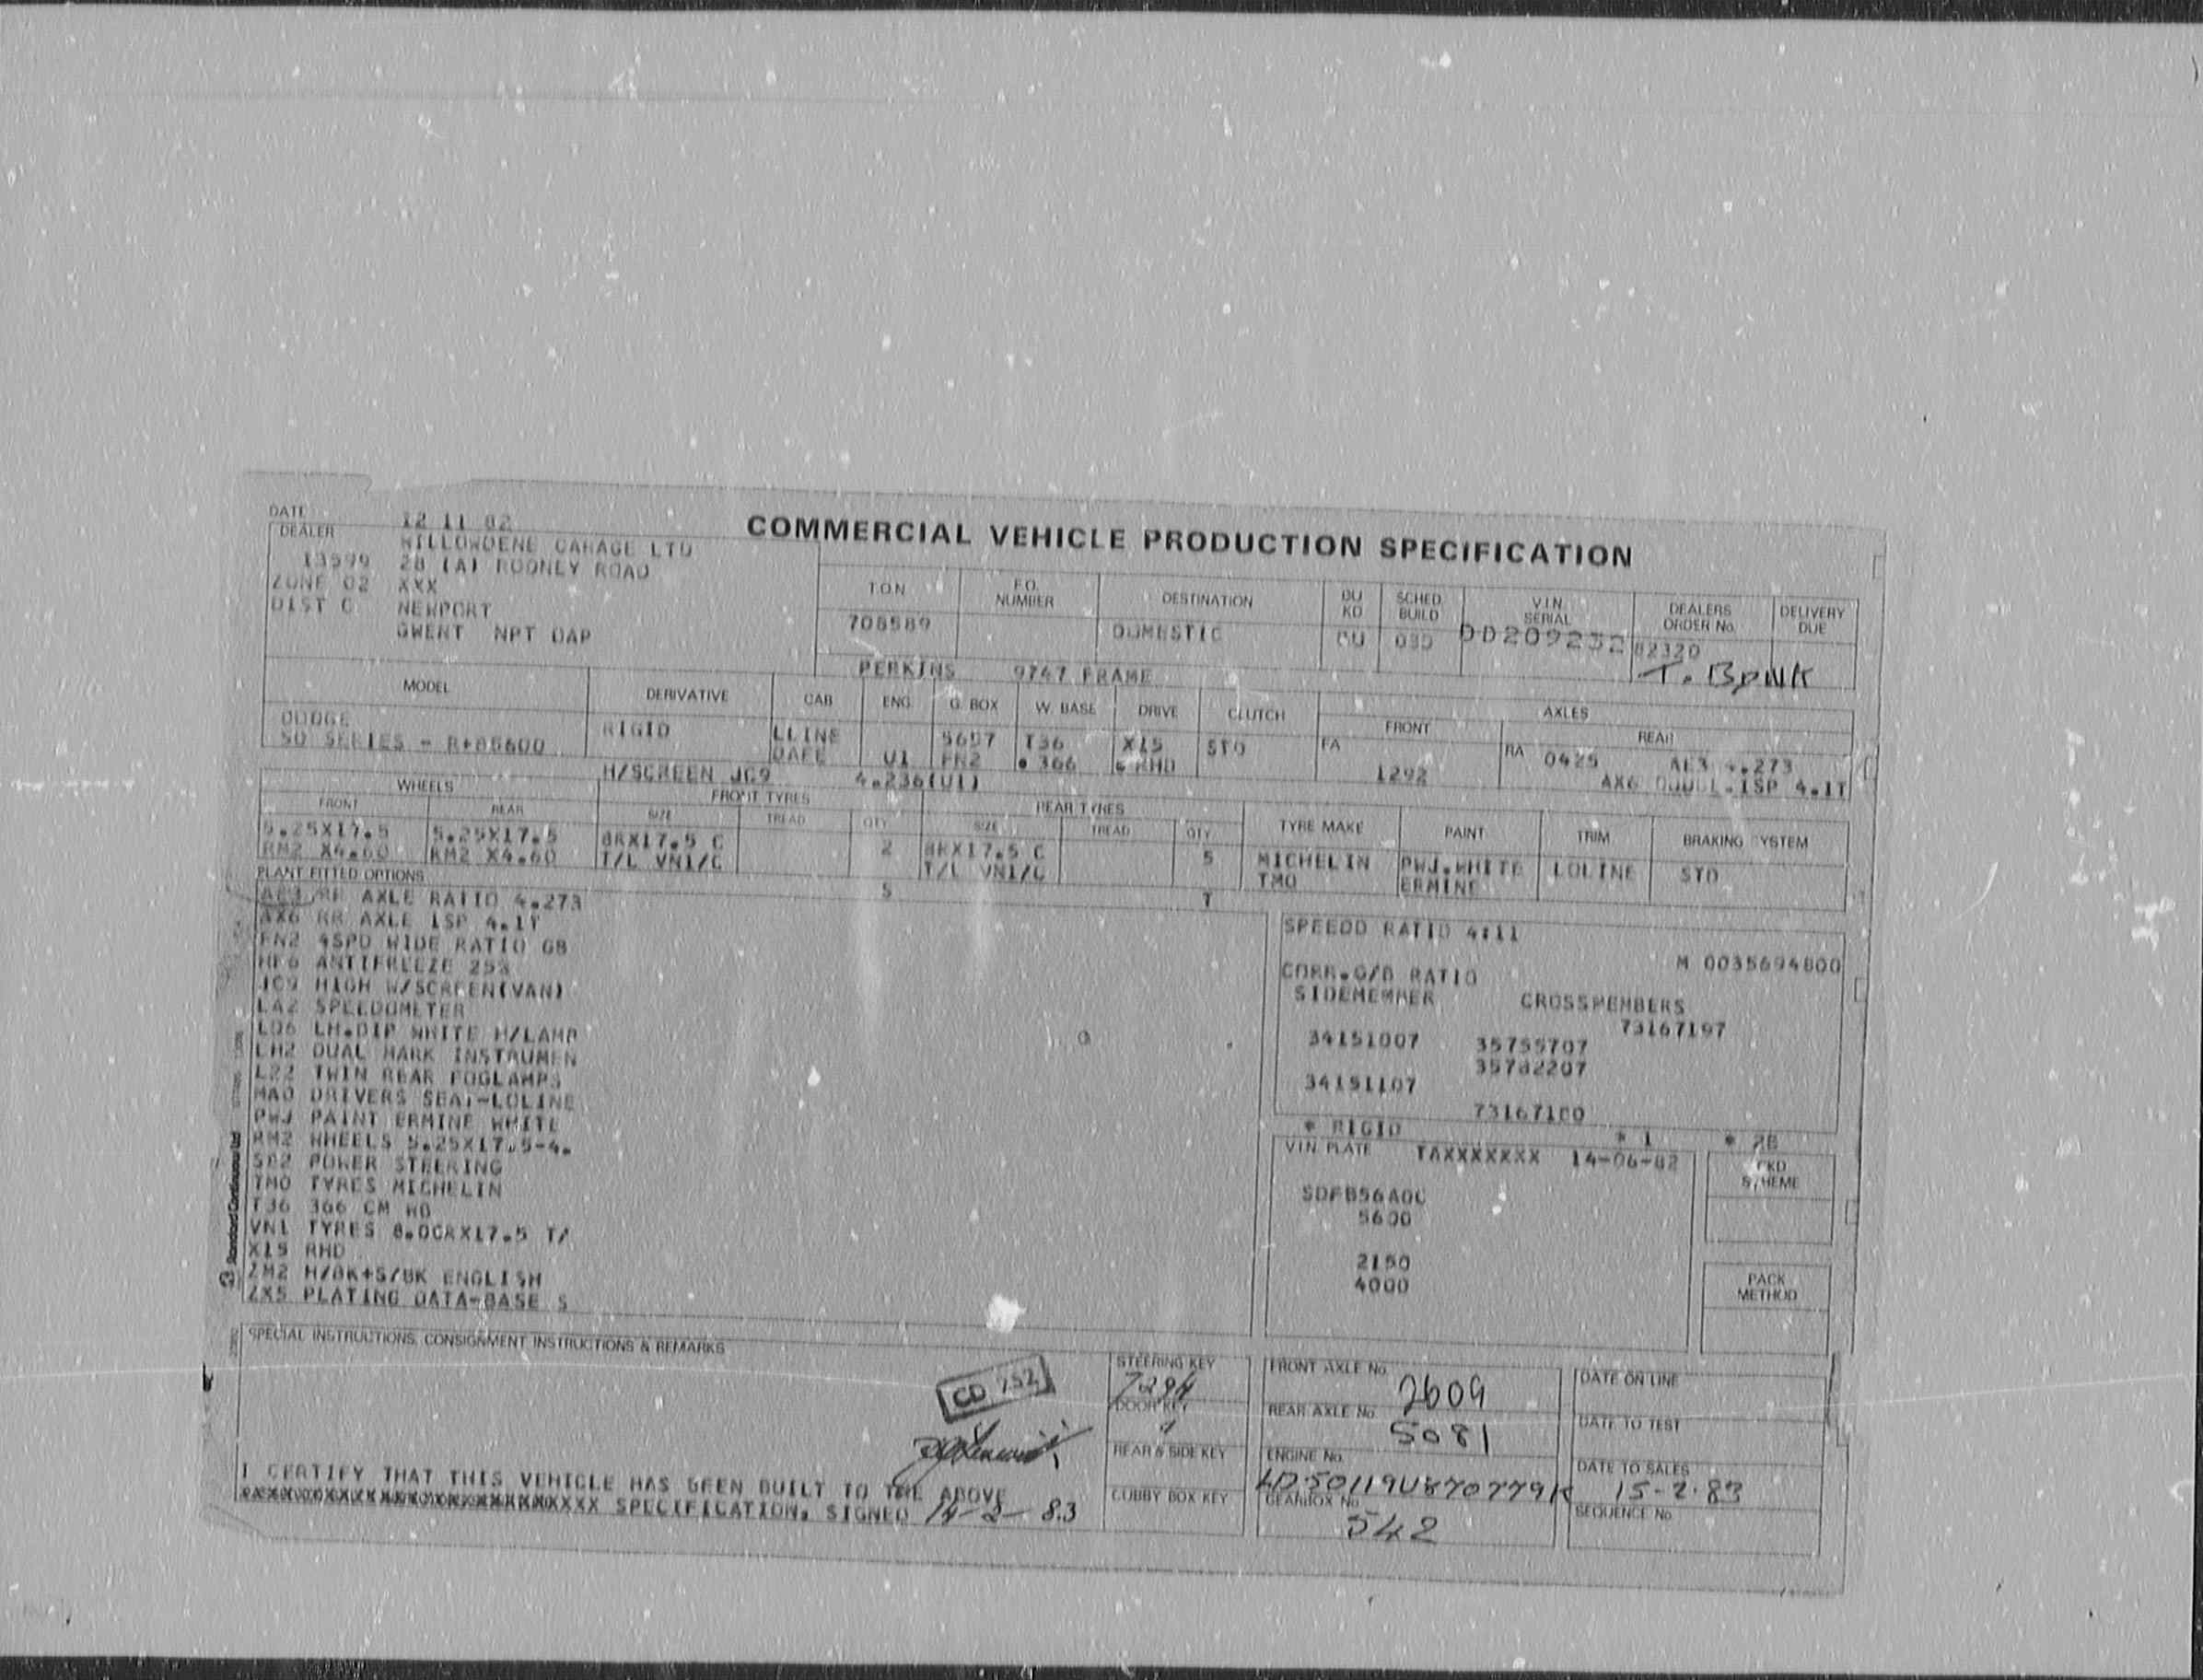 DATE 12 11 82
COMMERCIAL VEHICLE PRODUCTION SPECIFICATION
DEALER WILLOWDENE GARAGE LTD
13599 28 (A) RODNEY ROAD
ZONE 02 XXX
DIST C NEWPORT
GWENT NPT OAP
T.O.N F.O. NUMBER DESTINATION BU KD SCHED. BUILD V.I.N. SERIAL DEALERS ORDER No. DELIVERY DUE
708589 DOMESTIC BU 03D DD209252 82320
PERKINS 9747 FRAME
MODEL DERIVATIVE CAB ENG. G. BOX W. BASE DRIVE CLUTCH AXLES
FRONT REAR
DODGE RIGID LLINE 5657 T36 X15 STD FA RA 0425 AE3 4.273
50 SERIES - R+85600 DAFE U1 FN2 * 366 * RHD 1292 AX6 DOUBL.1SP 4.1T
H/SCREEN JC9 4.236(U1)
WHEELS FRONT TYRES REAR TYRES TYRE MAKE PAINT TRIM BRAKING SYSTEM
FRONT REAR SIZE TREAD QTY SIZE TREAD QTY
5.25X17.5 5.25X17.5 8RX17.5 C 2 8RX17.5 C 5 MICHELIN PWJ.WHITE LOLINE STD
RM2 X4.60 RM2 X4.60 T/L VN1/C T/L VN1/C TMO ERMINE
PLANT FITTED OPTIONS S T
AE3 RR AXLE RATIO 4.273
AX6 RR AXLE 1SP 4.1T
FN2 4SPD WIDE RATIO GB
HF6 ANTIFREEZE 25%
JC9 HIGH W/SCREEN(VAN)
LA2 SPEEDOMETER
LD6 LH.DIP WHITE H/LAMP
LH2 DUAL MARK INSTRUMEN
LZ2 TWIN REAR FOGLAMPS
MA0 DRIVERS SEAT-LOLINE
PWJ PAINT ERMINE WHITE
RM2 WHEELS 5.25X17.5-4.
SP2 POWER STEERING
TMO TYRES MICHELIN
T36 366 CM WB
VN1 TYRES 8.00RX17.5 T/
X15 RHD
ZM2 H/BK+S/BK ENGLISH
ZX5 PLATING DATA-BASE S
SPEEDO RATIO 4:11
M 0035694800
CORR.G/B RATIO
SIDEMEMBER CROSSMEMBERS
73167197
34151007 35755707
35782207
34151107
73167100
* RIGID * 1 * 2B
VIN PLATE TAXXXXXXX 14-06-82
CKD SCHEME
SDFB56A0C
5600
2150
4000
PACK METHOD
SPECIAL INSTRUCTIONS, CONSIGNMENT INSTRUCTIONS & REMARKS
CD 752
STEERING KEY 729H
DOOR KEY
REAR & SIDE KEY
CUBBY BOX KEY
FRONT AXLE No. 2609
REAR AXLE No. 5081
ENGINE No. LD50119U870779K
GEARBOX No. 542
DATE ON LINE
DATE TO TEST
DATE TO SALES 15-2-83
SEQUENCE No.
I CERTIFY THAT THIS VEHICLE HAS BEEN BUILT TO THE ABOVE
SPECIFICATION, SIGNED 14-2-83